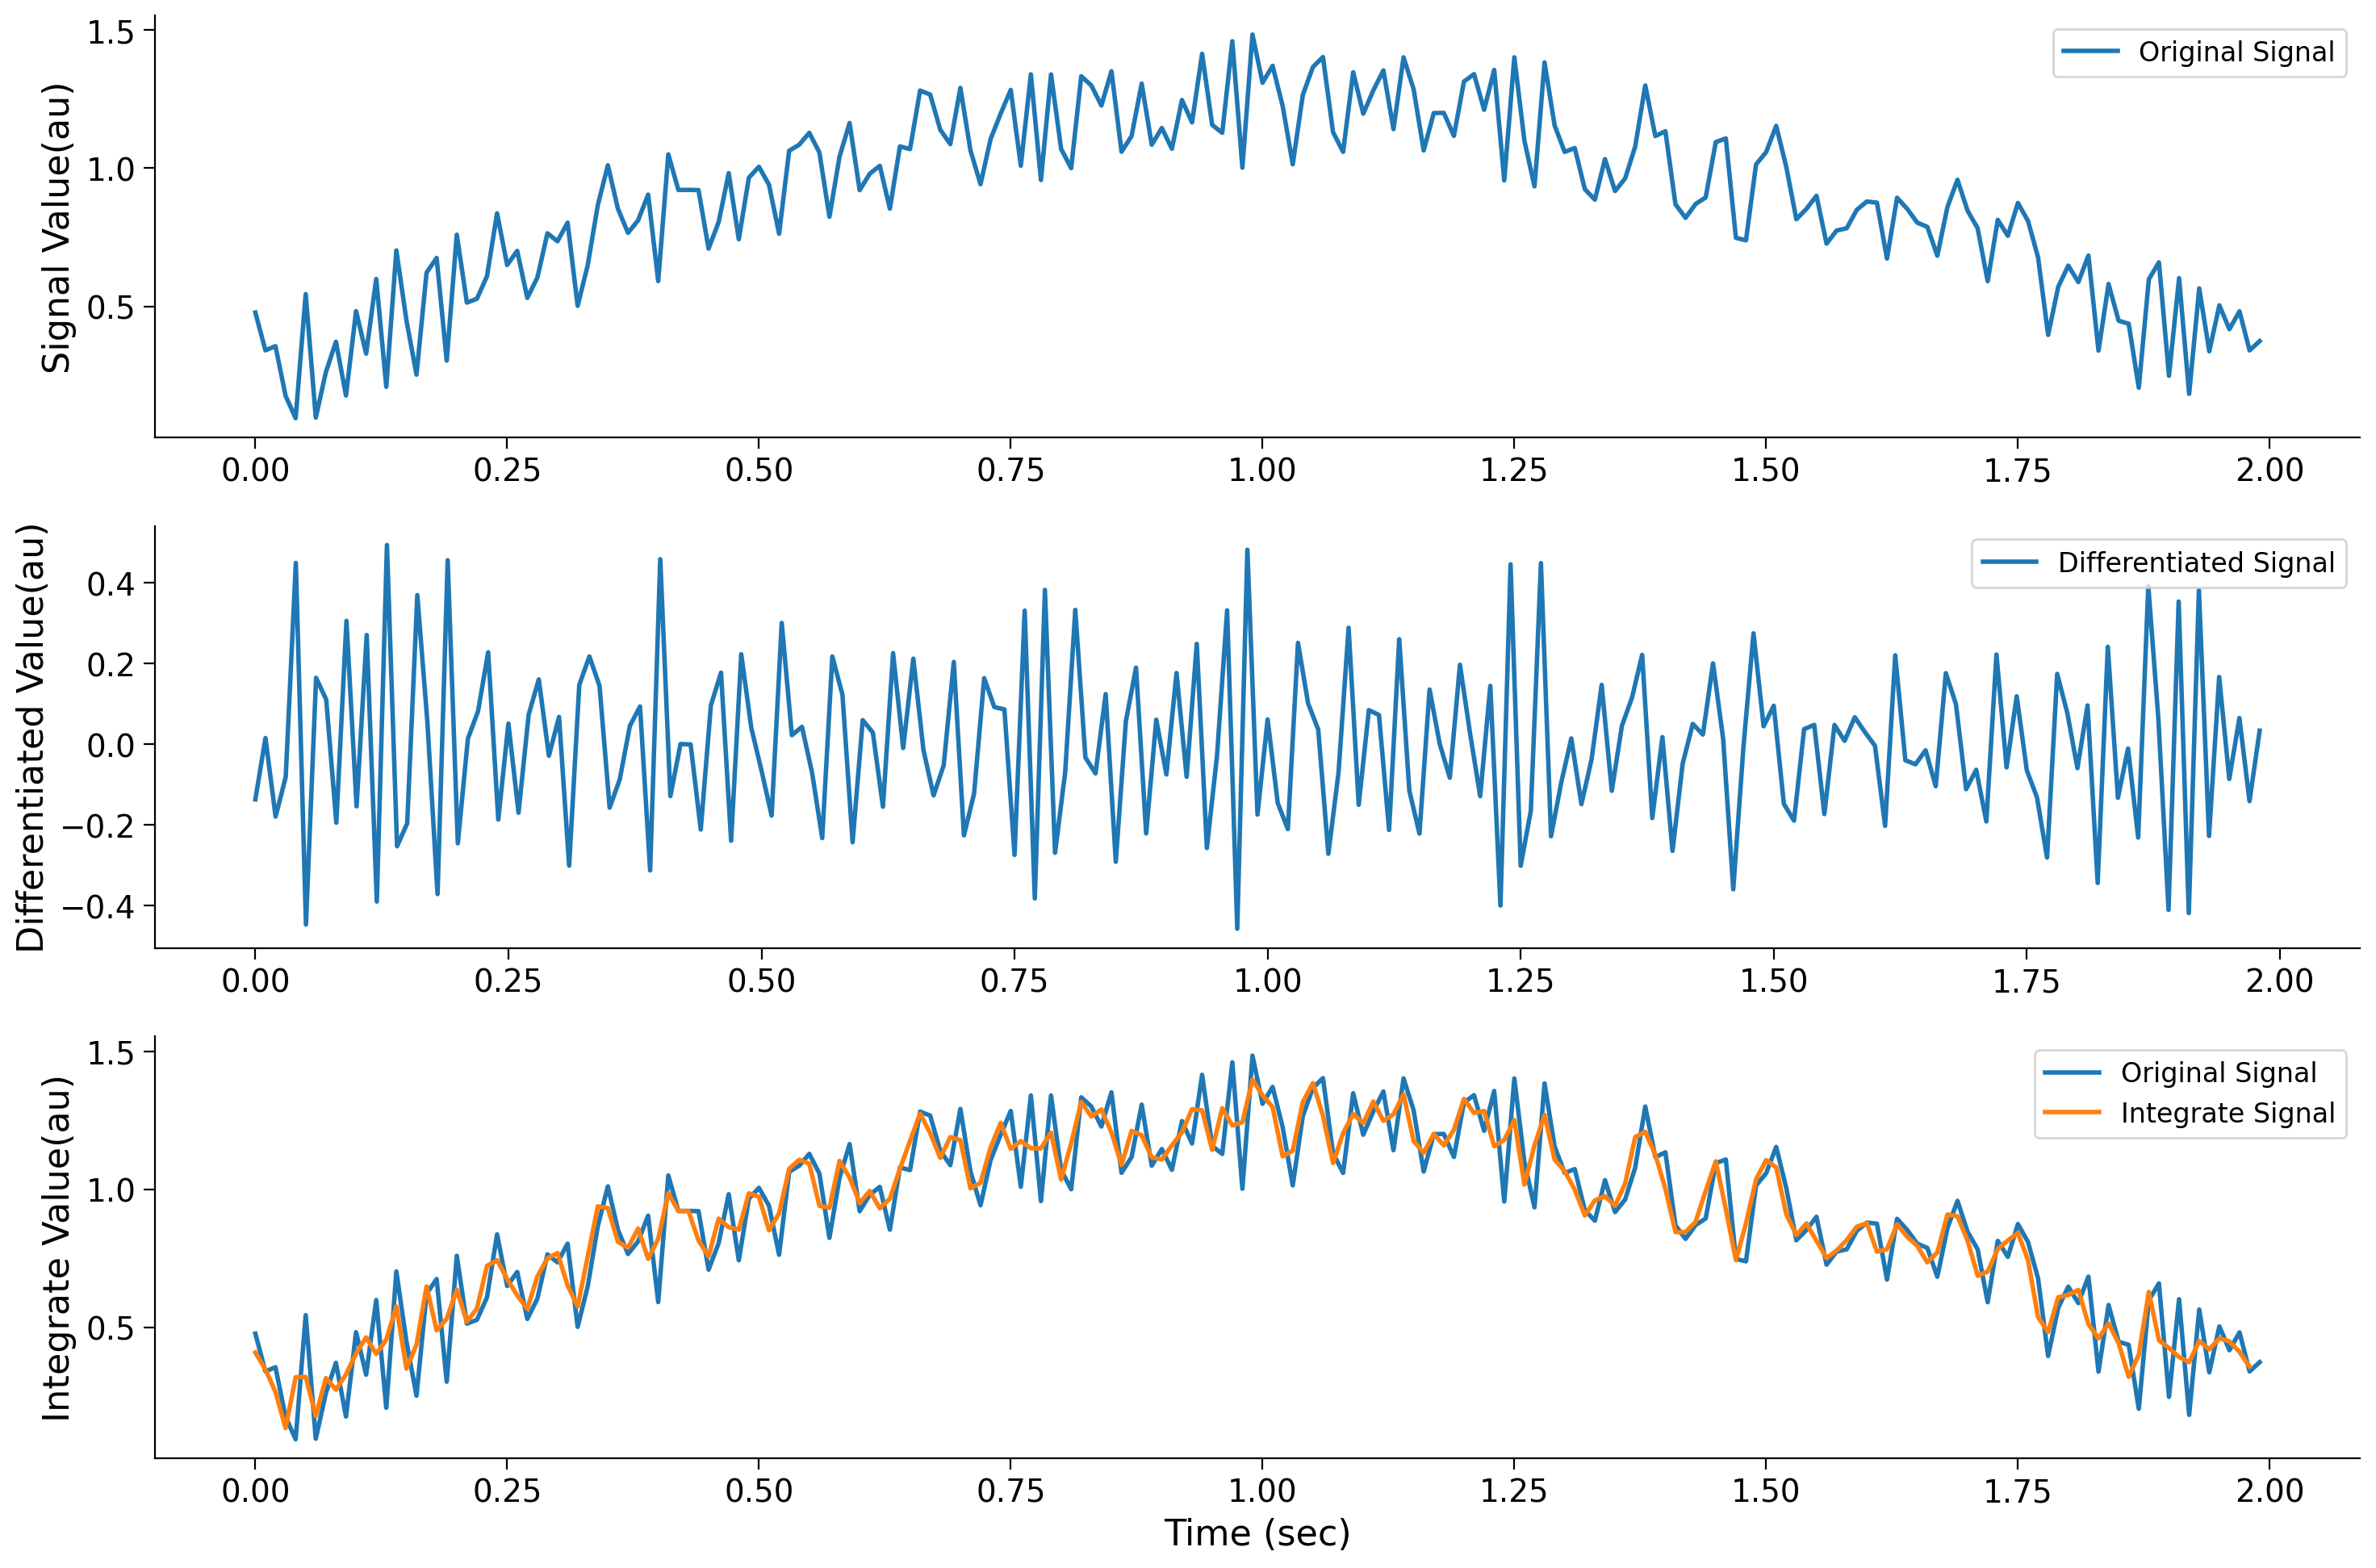 Signal Value(au)
1.5
1.0
0.5
Original Signal
0.00 0.25 0.50 0.75 1.00 1.25 1.50 1.75 2.00
Differentiated Value(au)
0.4
0.2
0.0
−0.2
−0.4
Differentiated Signal
0.00 0.25 0.50 0.75 1.00 1.25 1.50 1.75 2.00
Integrate Value(au)
1.5
1.0
0.5
Original Signal
Integrate Signal
0.00 0.25 0.50 0.75 1.00 1.25 1.50 1.75 2.00
Time (sec)